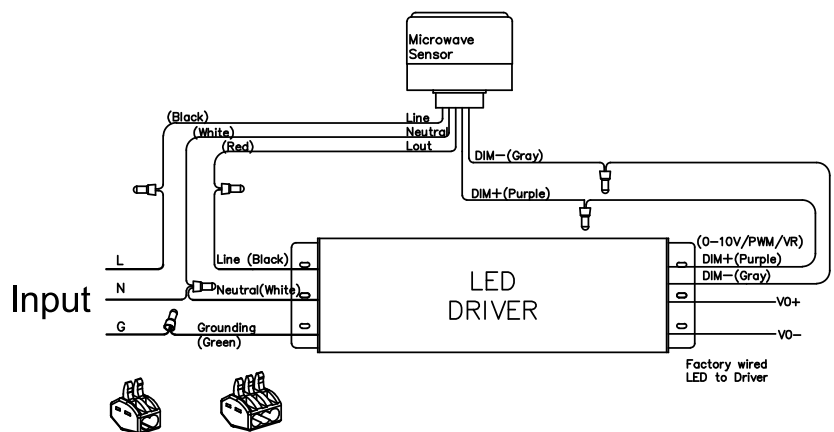 Microwave
Sensor
(Black)
Line
(White)
Neutral
(Red)
Lout
DIM-(Gray)
DIM+(Purple)
(0-10V/PWM/VR)
L
Line (Black)
DIM+(Purple)
DIM-(Gray)
LED
DRIVER
Input
N
Neutral(White)
VO+
G
Grounding
(Green)
VO-
Factory wired
LED to Driver